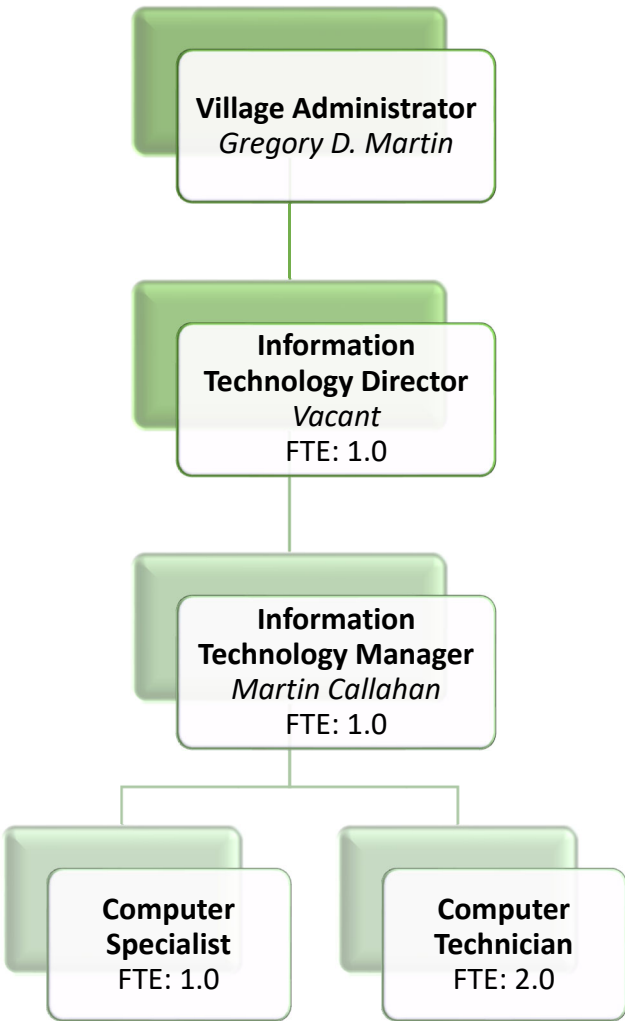 Village Administrator
Gregory D. Martin
Information
Technology Director
Vacant
FTE: 1.0
Information
Technology Manager
Martin Callahan
FTE: 1.0
Computer
Specialist
FTE: 1.0
Computer
Technician
FTE: 2.0